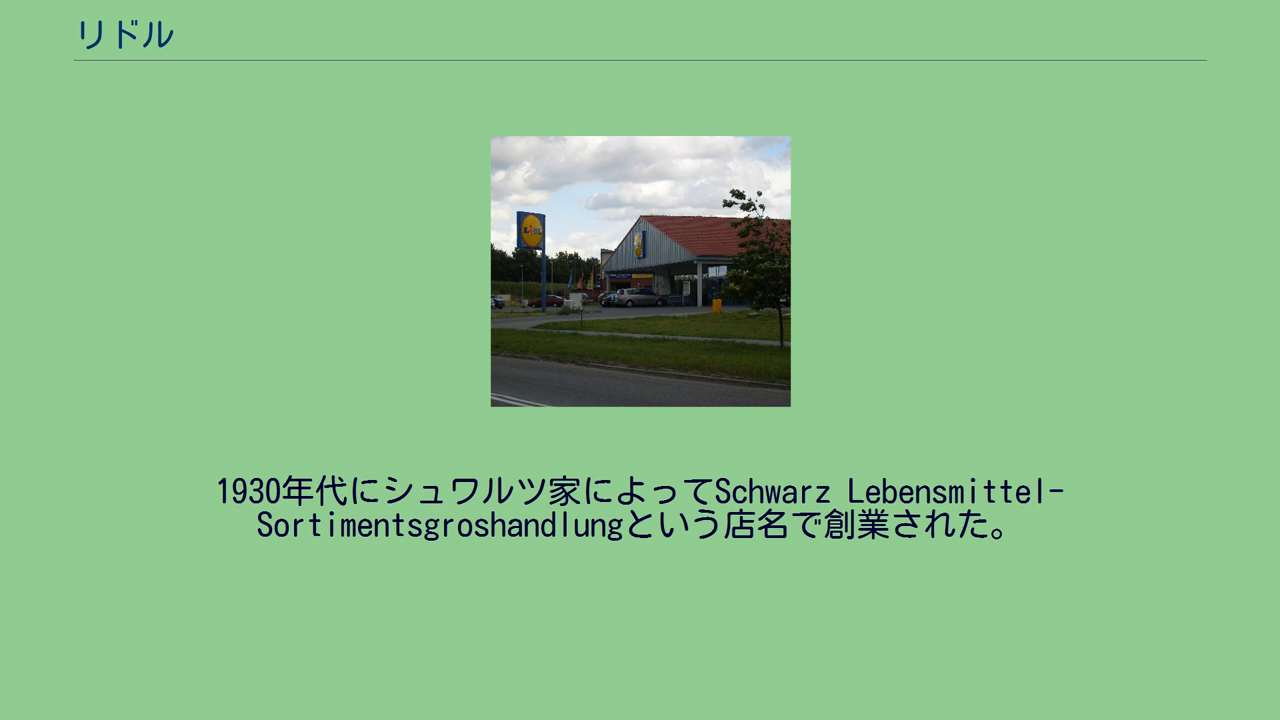 リドル
LIDL
1930年代にシュワルツ家によってSchwarz Lebensmittel-
Sortimentsgroshandlungという店名で創業された。